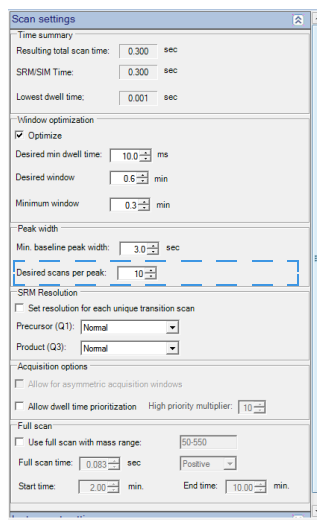 Scan settings
Time summary
Resulting total scan time: 0.300 sec
SRM/SIM Time: 0.300 sec
Lowest dwell time; 0.001 sec
Window optimization
Optimize
Desired min dwell time: 10.0 ms
Desired window 0.6 min
Minimum window 0.3 min
Peak width
Min. baseline peak width: 3.0 sec
Desired scans per peak: 10
SRM Resolution
Set resolution for each unique transition scan
Precursor (Q1): Normal
Product (Q3): Normal
Acquisition options
Allow for asymmetric acquisition windows
Allow dwell time prioritization High priority multiplier: 10
Full scan
Use full scan with mass range: 50-550
Full scan time: 0.083 sec Positive
Start time: 2.00 min. End time: 10.00 min.